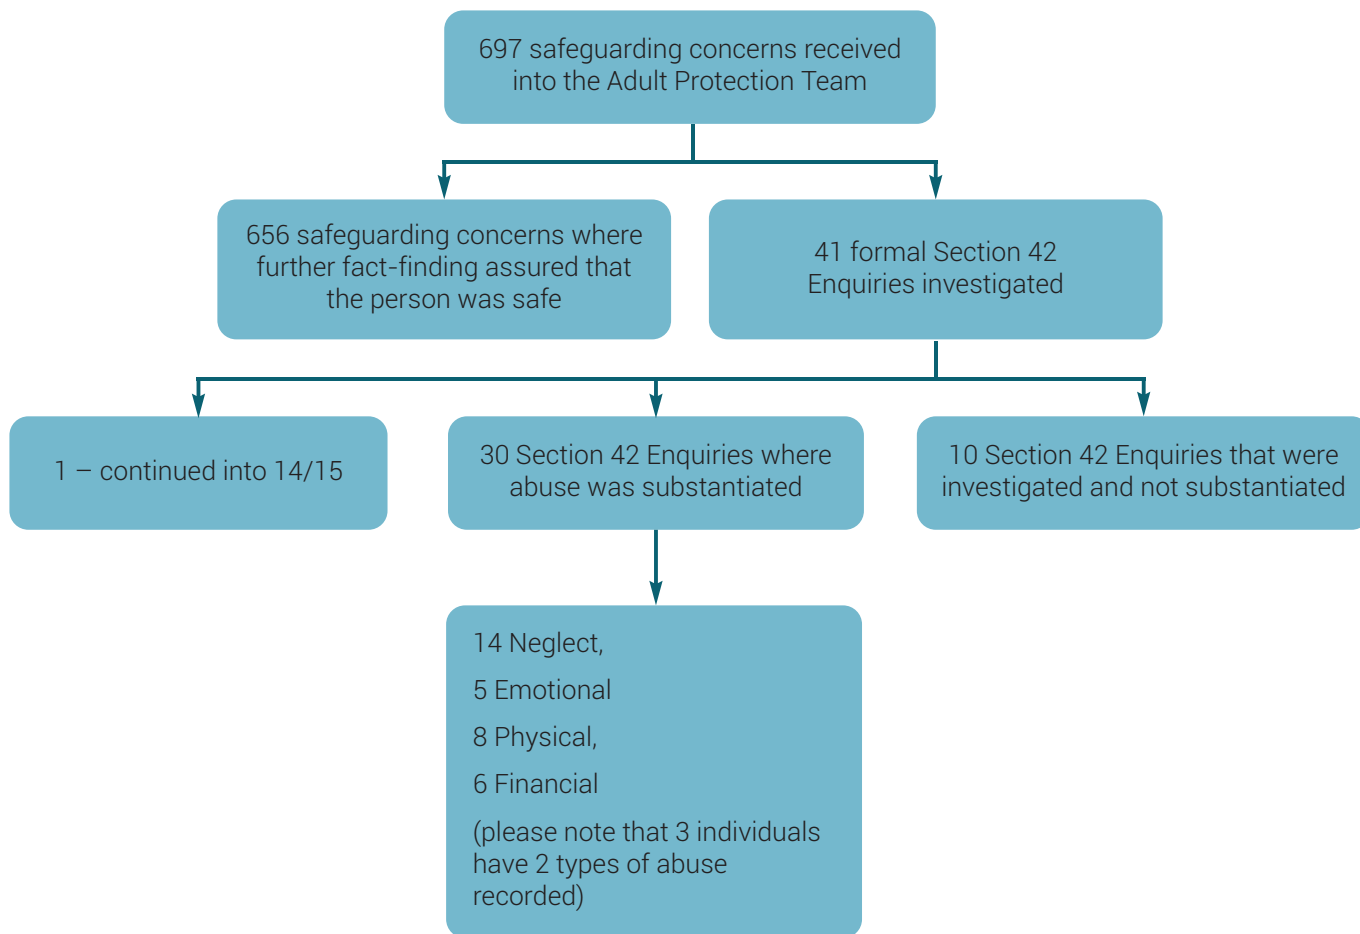 697 safeguarding concerns received
into the Adult Protection Team
656 safeguarding concerns where
further fact-finding assured that
the person was safe
41 formal Section 42
Enquiries investigated
1 – continued into 14/15
30 Section 42 Enquiries where
abuse was substantiated
10 Section 42 Enquiries that were
investigated and not substantiated
14 Neglect,
5 Emotional
8 Physical,
6 Financial
(please note that 3 individuals
have 2 types of abuse
recorded)